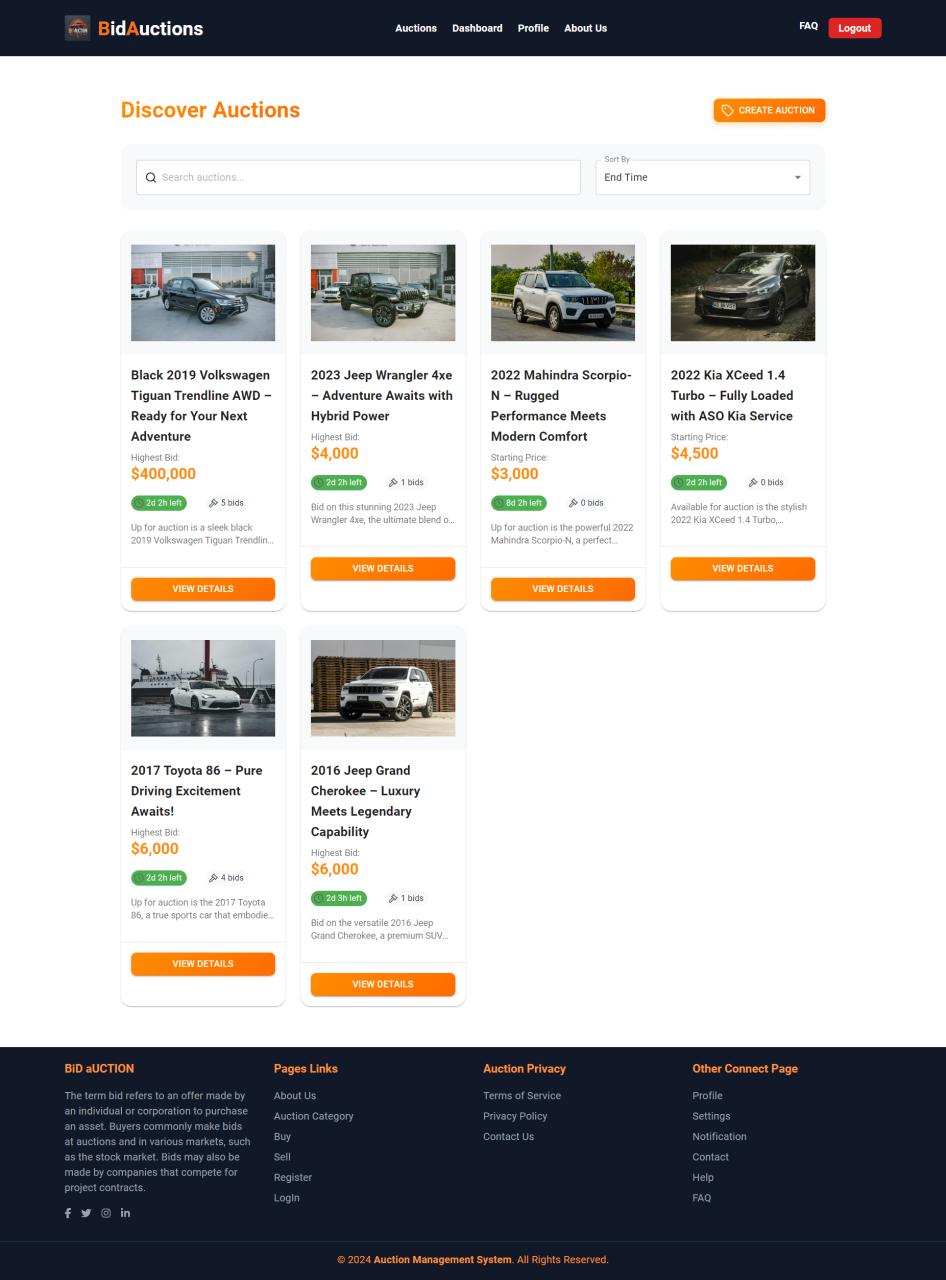 BidAuctions
Auctions Dashboard Profile About Us
FAQ Logout
Discover Auctions
CREATE AUCTION
Search auctions...
Sort By
End Time
Black 2019 Volkswagen
Tiguan Trendline AWD –
Ready for Your Next
Adventure
Highest Bid:
$400,000
2d 2h left 5 bids
Up for auction is a sleek black
2019 Volkswagen Tiguan Trendlin...
VIEW DETAILS
2023 Jeep Wrangler 4xe
– Adventure Awaits with
Hybrid Power
Highest Bid:
$4,000
2d 2h left 1 bids
Bid on this stunning 2023 Jeep
Wrangler 4xe, the ultimate blend o...
VIEW DETAILS
2022 Mahindra Scorpio-
N – Rugged
Performance Meets
Modern Comfort
Starting Price:
$3,000
8d 2h left 0 bids
Up for auction is the powerful 2022
Mahindra Scorpio-N, a perfect...
VIEW DETAILS
2022 Kia XCeed 1.4
Turbo – Fully Loaded
with ASO Kia Service
Starting Price:
$4,500
2d 2h left 0 bids
Available for auction is the stylish
2022 Kia XCeed 1.4 Turbo,...
VIEW DETAILS
2017 Toyota 86 – Pure
Driving Excitement
Awaits!
Highest Bid:
$6,000
2d 2h left 4 bids
Up for auction is the 2017 Toyota
86, a true sports car that embodie...
VIEW DETAILS
2016 Jeep Grand
Cherokee – Luxury
Meets Legendary
Capability
Highest Bid:
$6,000
2d 3h left 1 bids
Bid on the versatile 2016 Jeep
Grand Cherokee, a premium SUV...
VIEW DETAILS
BiD aUCTION
The term bid refers to an offer made by
an individual or corporation to purchase
an asset. Buyers commonly make bids
at auctions and in various markets, such
as the stock market. Bids may also be
made by companies that compete for
project contracts.
Pages Links
About Us
Auction Category
Buy
Sell
Register
LogIn
Auction Privacy
Terms of Service
Privacy Policy
Contact Us
Other Connect Page
Profile
Settings
Notification
Contact
Help
FAQ
© 2024 Auction Management System. All Rights Reserved.